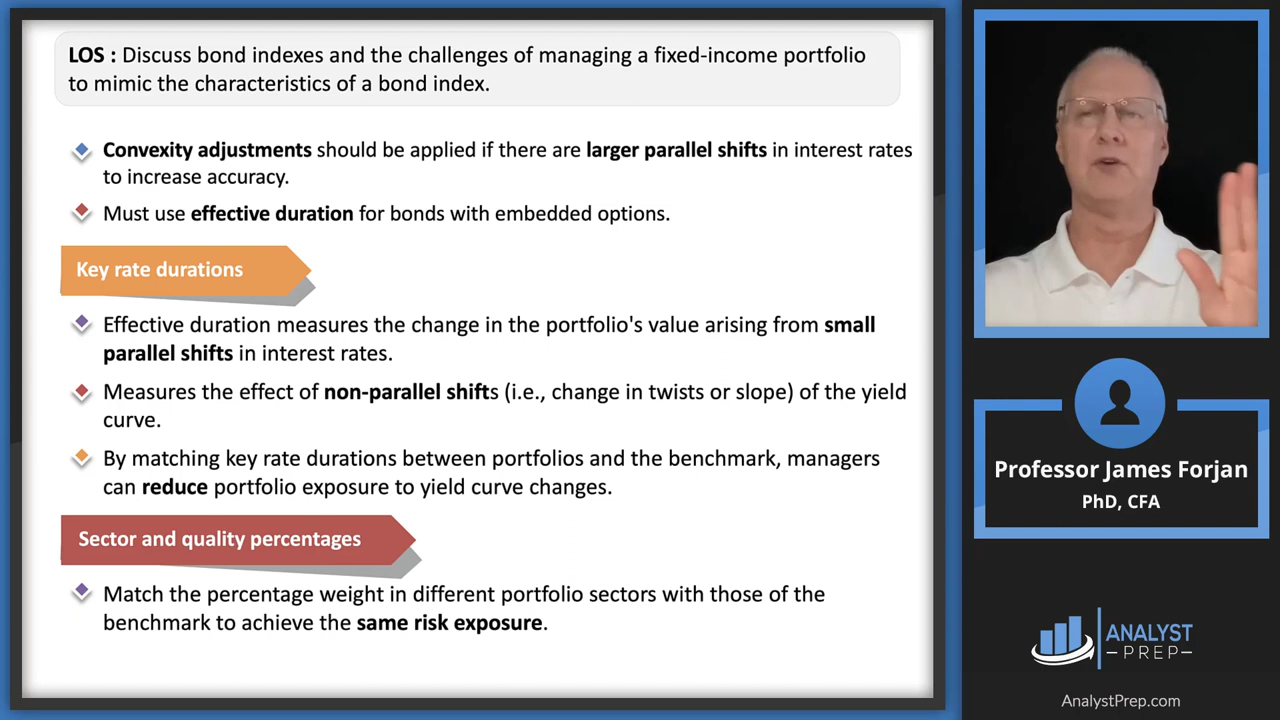 LOS : Discuss bond indexes and the challenges of managing a fixed-income portfolio
to mimic the characteristics of a bond index.
Convexity adjustments should be applied if there are larger parallel shifts in interest rates
to increase accuracy.
Must use effective duration for bonds with embedded options.
Key rate durations
Effective duration measures the change in the portfolio's value arising from small
parallel shifts in interest rates.
Measures the effect of non-parallel shifts (i.e., change in twists or slope) of the yield
curve.
By matching key rate durations between portfolios and the benchmark, managers
can reduce portfolio exposure to yield curve changes.
Sector and quality percentages
Match the percentage weight in different portfolio sectors with those of the
benchmark to achieve the same risk exposure.
Professor James Forjan
PhD, CFA
ANALYST
PREP
AnalystPrep.com